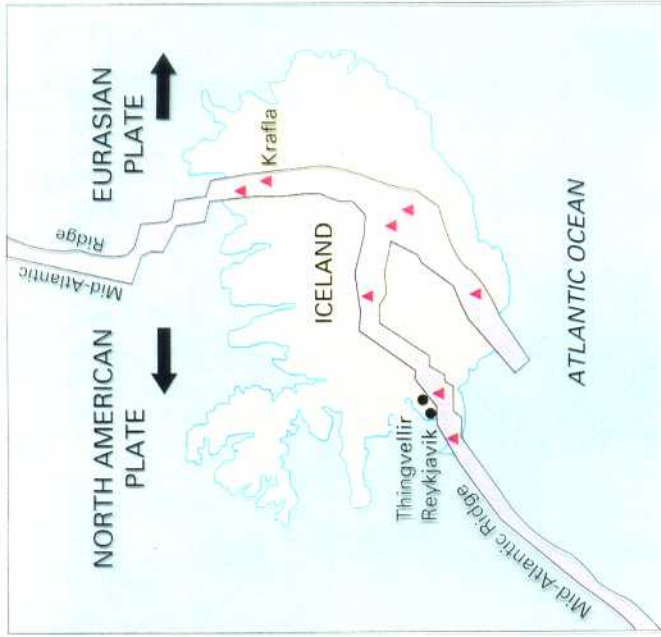 NORTH AMERICAN
PLATE
EURASIAN
PLATE
Mid-Atlantic
Ridge
Krafla
ICELAND
Thingvellir
Reykjavik
Mid-Atlantic Ridge
ATLANTIC OCEAN